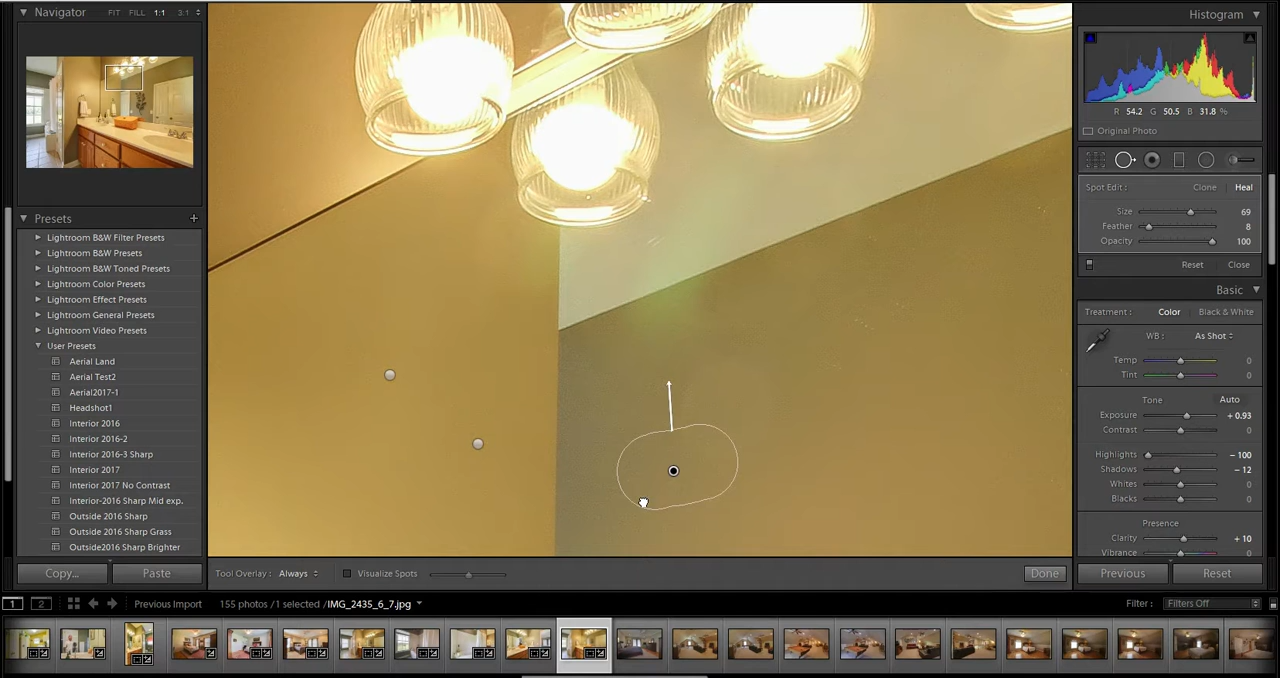 Navigator FIT FILL 1:1 3:1
Histogram
R 54.2 G 50.5 B 31.8 %
Original Photo
Spot Edit : Clone Heal
Size 69
Feather 8
Opacity 100
Reset Close
Basic
Treatment : Color Black & White
WB : As Shot
Temp 0
Tint 0
Tone Auto
Exposure + 0.93
Contrast 0
Highlights − 100
Shadows − 12
Whites 0
Blacks 0
Presence
Clarity + 10
Vibrance 0
Previous Reset
Presets +
Lightroom B&W Filter Presets
Lightroom B&W Presets
Lightroom B&W Toned Presets
Lightroom Color Presets
Lightroom Effect Presets
Lightroom General Presets
Lightroom Video Presets
User Presets
Aerial Land
Aerial Test2
Aerial2017-1
Headshot1
Interior 2016
Interior 2016-2
Interior 2016-3 Sharp
Interior 2017
Interior 2017 No Contrast
Interior-2016 Sharp Mid exp.
Outside 2016 Sharp
Outside 2016 Sharp Grass
Outside2016 Sharp Brighter
Copy... Paste
Tool Overlay : Always Visualize Spots Done
1 2 Previous Import 155 photos / 1 selected / IMG_2435_6_7.jpg Filter : Filters Off